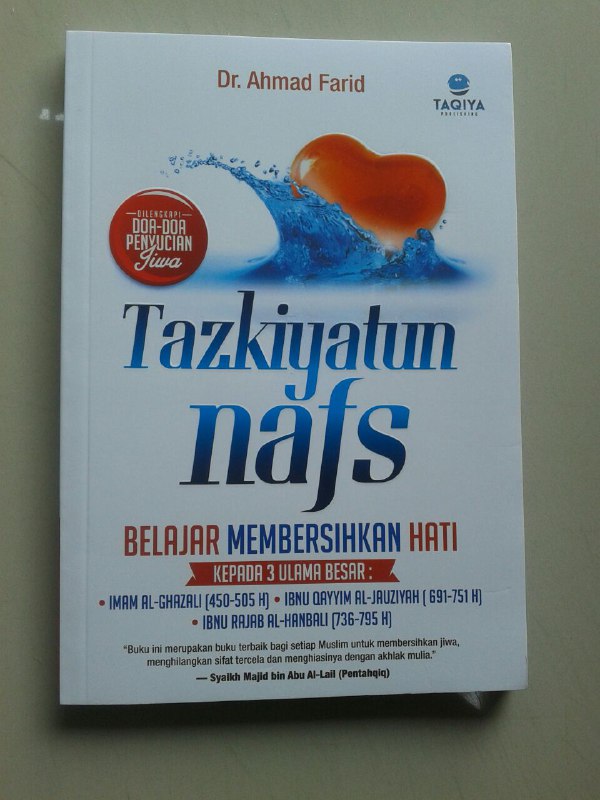 Dr. Ahmad Farid
TAQIYA
PUBLISHING
DILENGKAPI
DOA-DOA
PENYUCIAN
Jiwa
Tazkiyatun
nafs
BELAJAR MEMBERSIHKAN HATI
KEPADA 3 ULAMA BESAR :
• IMAM AL-GHAZALI (450-505 H) • IBNU QAYYIM AL-JAUZIYAH ( 691-751 H)
• IBNU RAJAB AL-HANBALI (736-795 H)
"Buku ini merupakan buku terbaik bagi setiap Muslim untuk membersihkan jiwa,
menghilangkan sifat tercela dan menghiasinya dengan akhlak mulia."
— Syaikh Majid bin Abu Al-Lail (Pentahqiq)